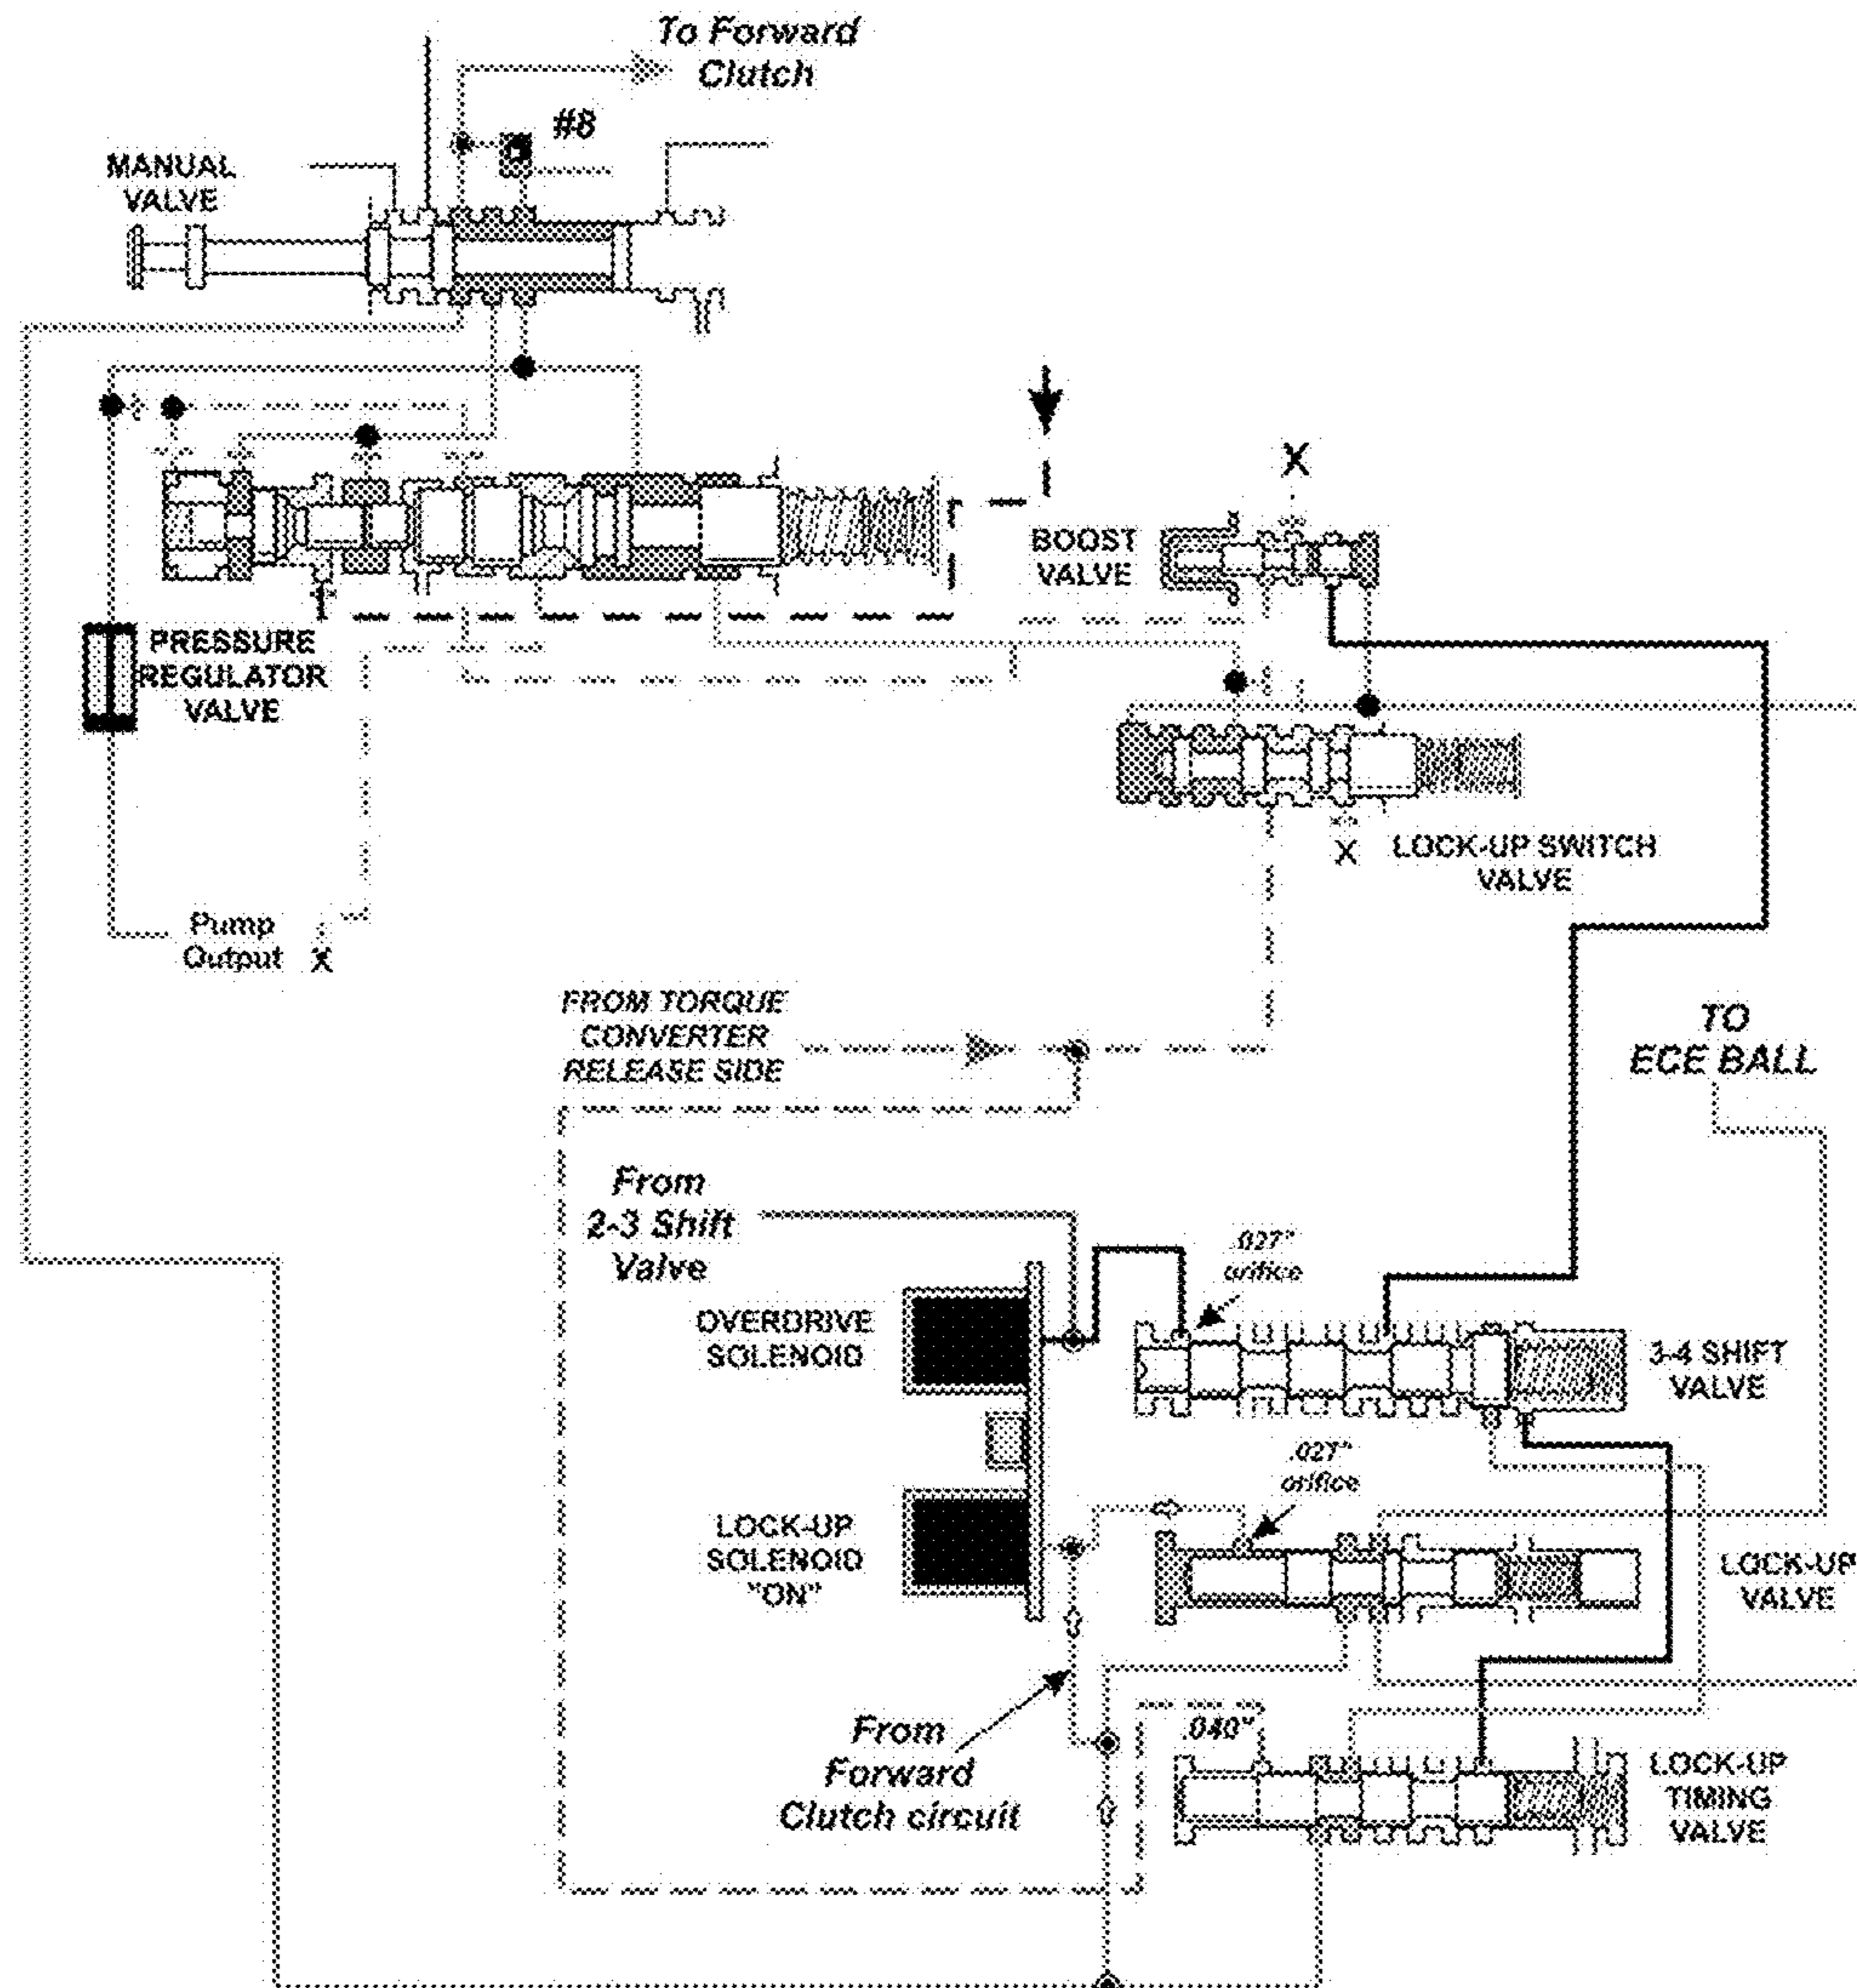 To Forward
Clutch
#8
MANUAL
VALVE
X
BOOST
VALVE
PRESSURE
REGULATOR
VALVE
X
LOCK-UP SWITCH
VALVE
Pump
Output
X
FROM TORQUE
CONVERTER
RELEASE SIDE
TO
ECE BALL
From
2-3 Shift
Valve
.027"
orifice
OVERDRIVE
SOLENOID
3-4 SHIFT
VALVE
.027"
orifice
LOCK-UP
SOLENOID
"ON"
LOCK-UP
VALVE
From
Forward
Clutch circuit
.040"
LOCK-UP
TIMING
VALVE